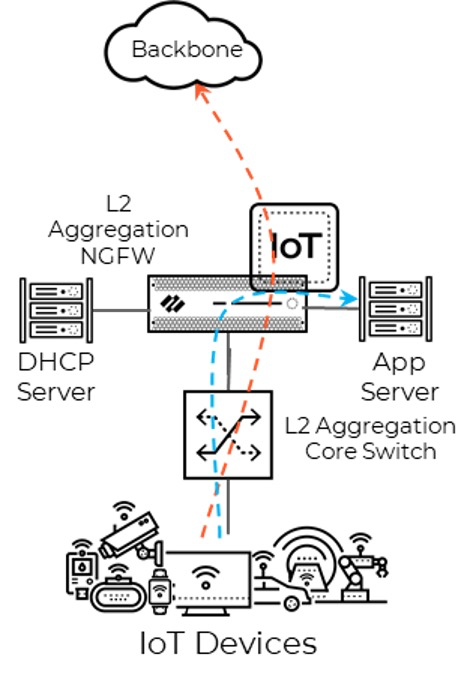 Backbone
L2
Aggregation
NGFW
IoT
DHCP
Server
App
Server
L2 Aggregation
Core Switch
IoT Devices